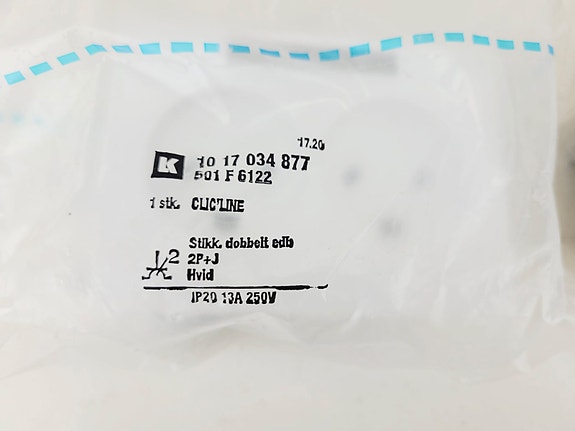 17.20
K 10 17 034 877
501 F 6122
1 stk. CLIC'LINE
Stikk. dobbelt edb
2 2P+J
Hvid
IP20 13A 250V